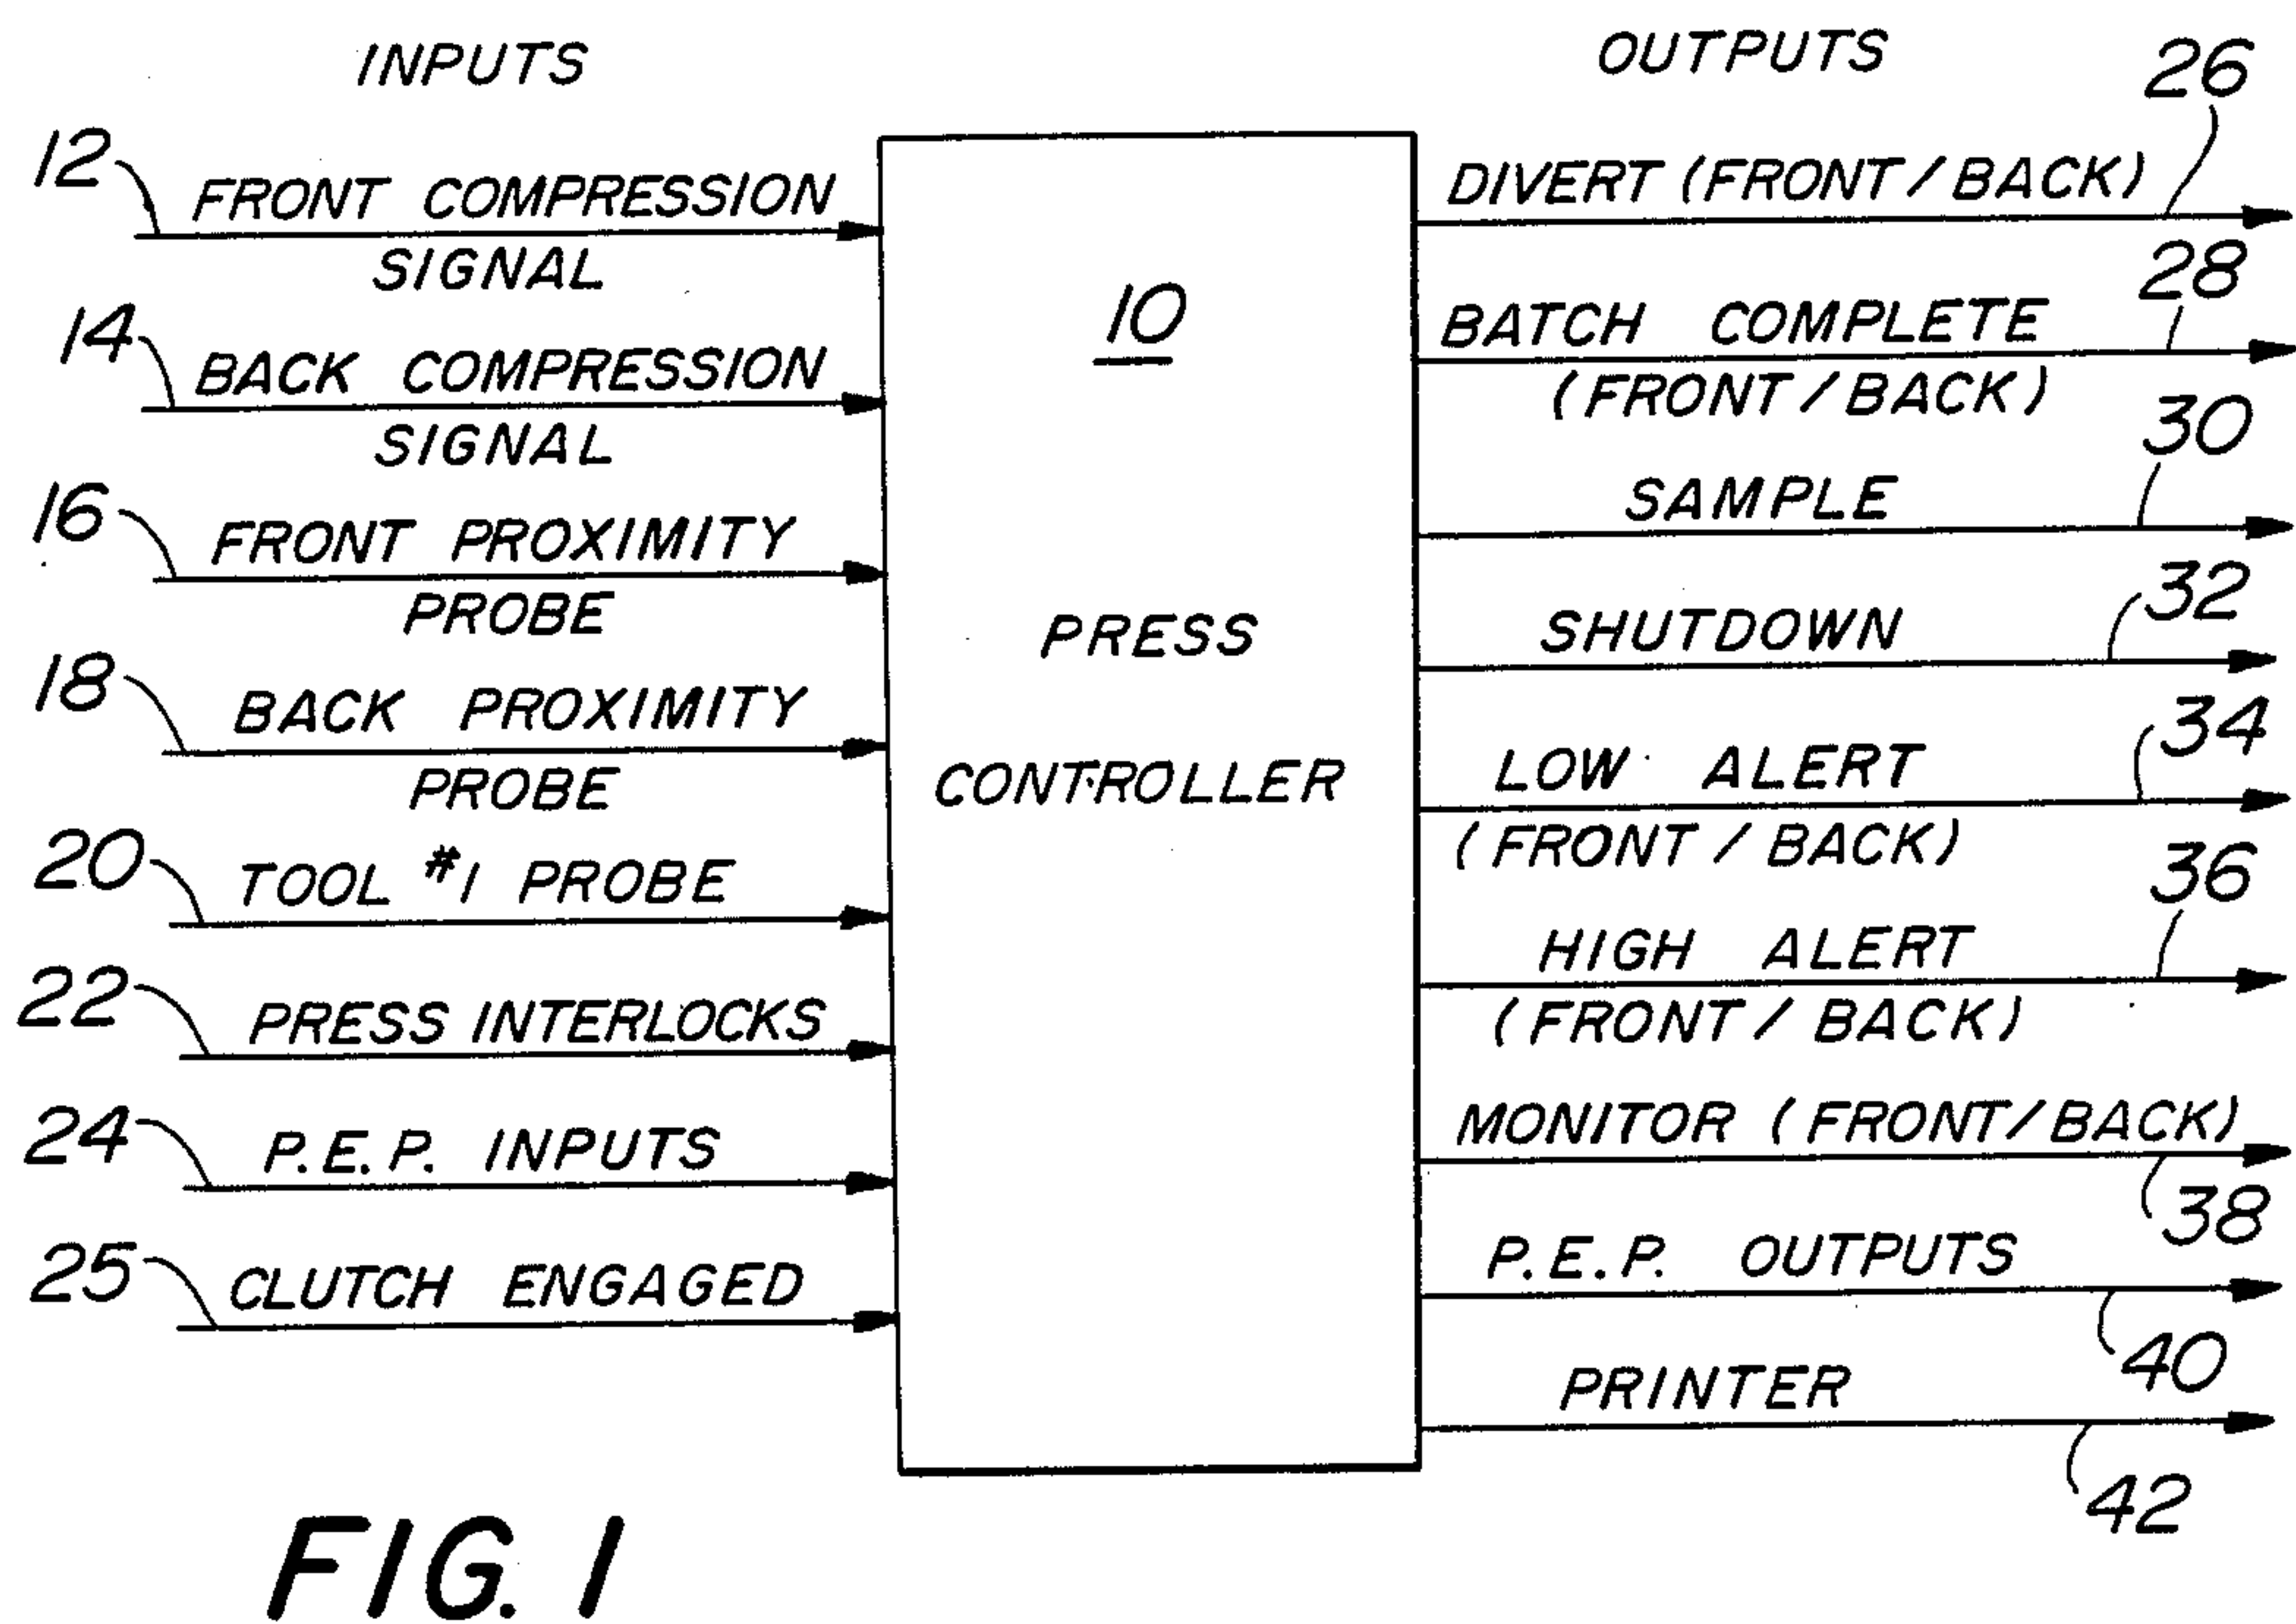 INPUTS
12
FRONT COMPRESSION
SIGNAL
14
BACK COMPRESSION
SIGNAL
16
FRONT PROXIMITY
PROBE
18
BACK PROXIMITY
PROBE
20
TOOL #1 PROBE
22
PRESS INTERLOCKS
24
P.E.P. INPUTS
25
CLUTCH ENGAGED
10
PRESS
CONTROLLER
OUTPUTS
26
DIVERT (FRONT/BACK)
28
BATCH COMPLETE
(FRONT/BACK)
30
SAMPLE
32
SHUTDOWN
34
LOW ALERT
(FRONT/BACK)
36
HIGH ALERT
(FRONT/BACK)
MONITOR (FRONT/BACK)
38
P.E.P. OUTPUTS
40
PRINTER
42
FIG. 1